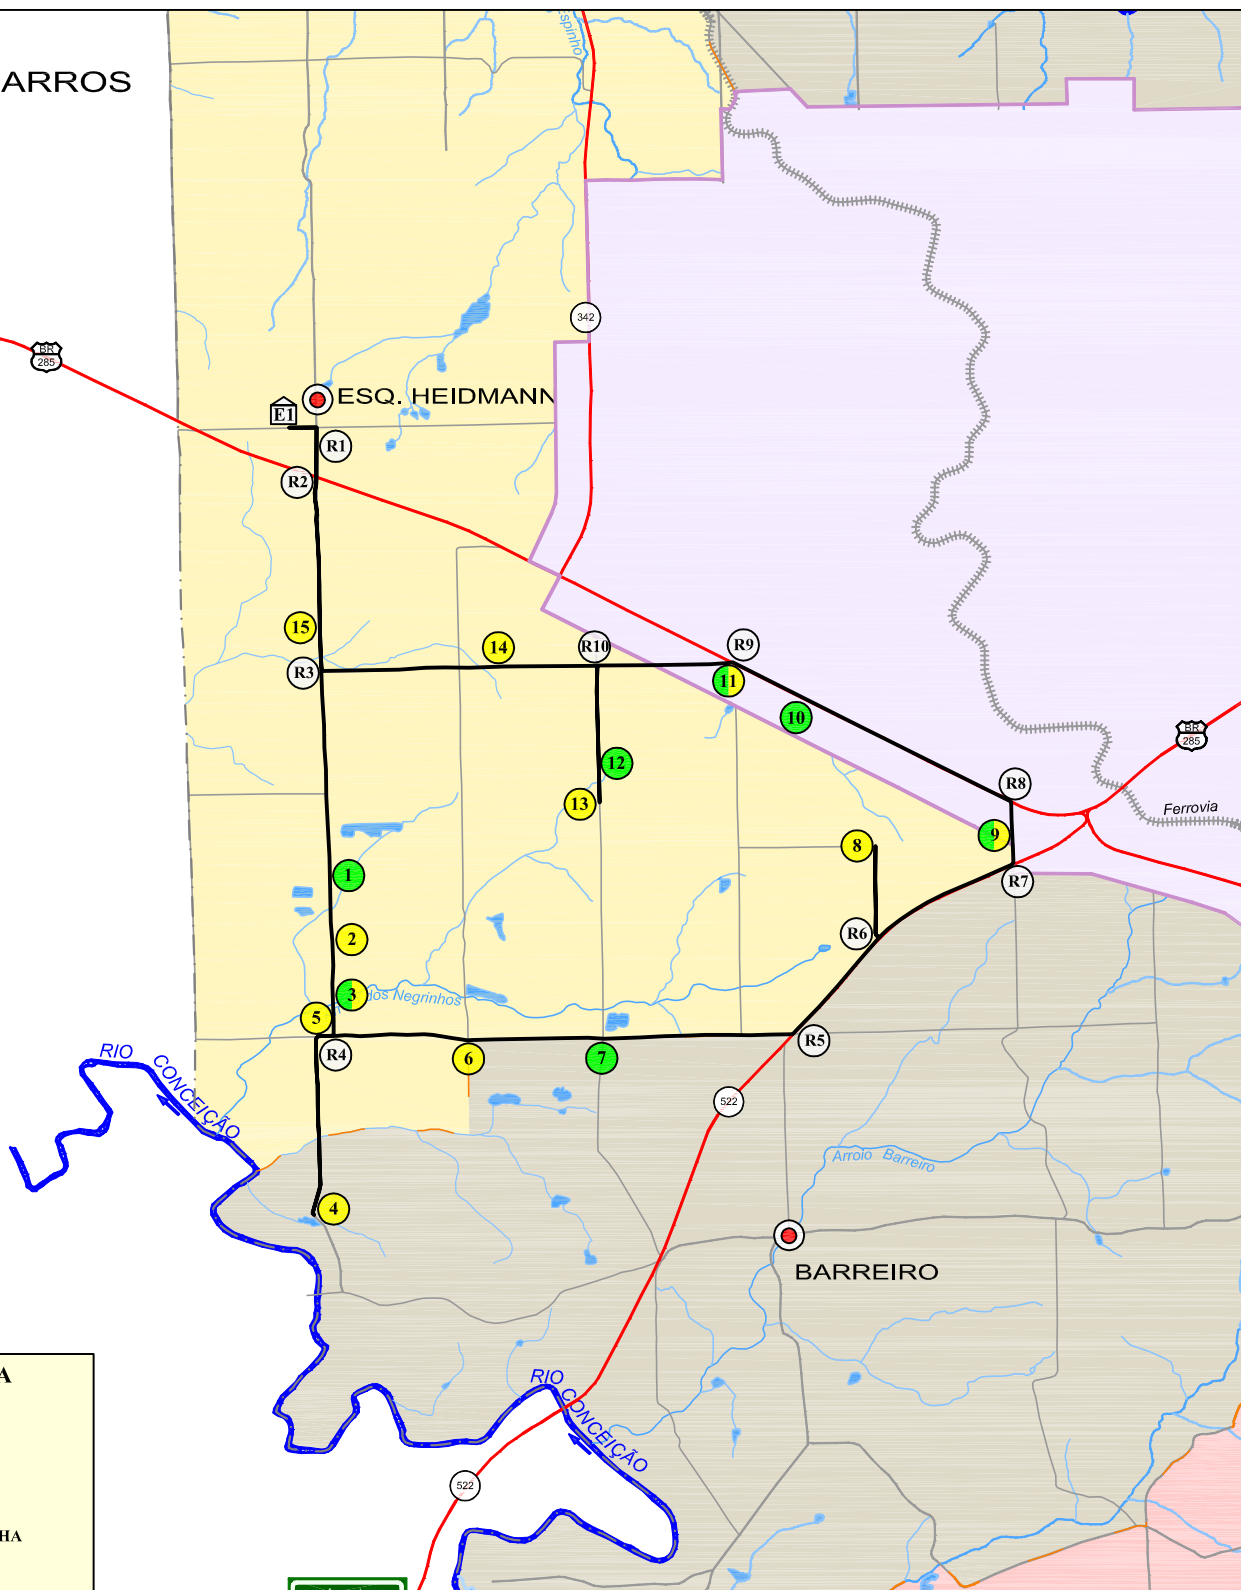 Espinho
ARROS
342
BR
285
ESQ. HEIDMANN
E1
R1
R2
15
14
R10
R9
R3
11
10
BR
285
12
R8
13
Ferrovia
9
8
1
R7
R6
2
3
dos Negrinhos
5
R4
6
7
R5
RIO
CONCEIÇÃO
522
Arroio Barreiro
4
BARREIRO
A
RIO
CONCEIÇÃO
522
HA